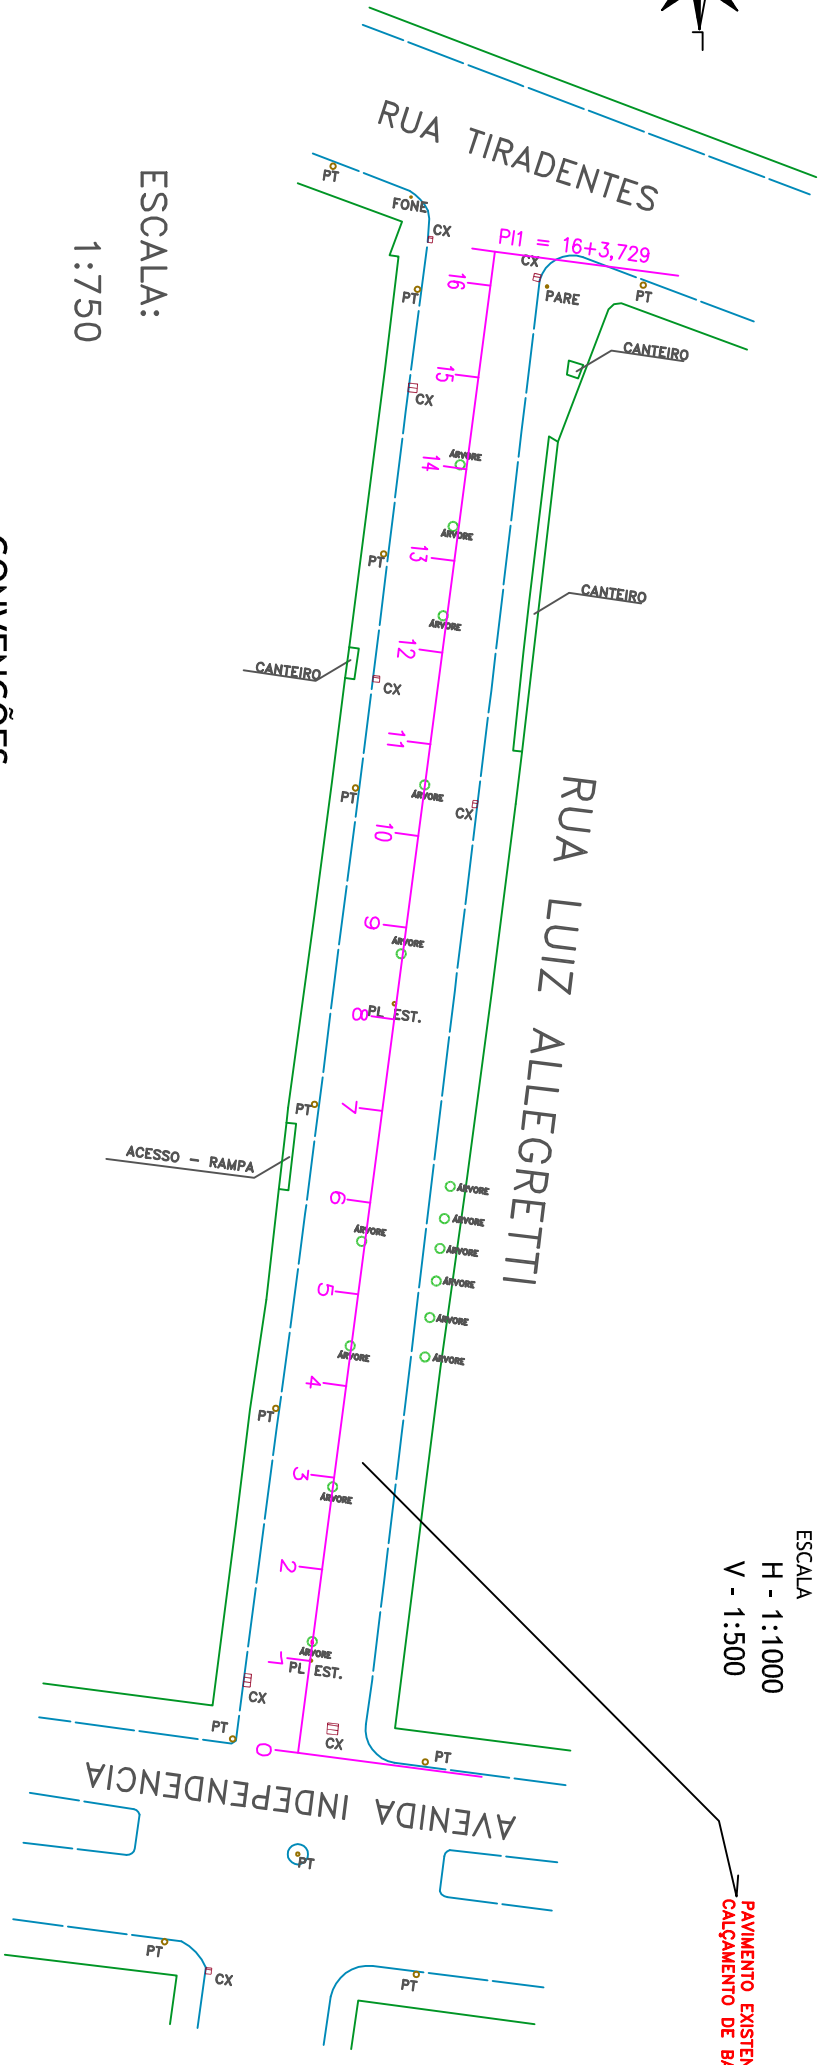 RUA TIRADENTES
PT
FONE
CX
PI1 = 16+3,729
CX
PARE
PT
16
PT
CANTEIRO
15
CX
ÁRVORE
14
ÁRVORE
13
PT
CANTEIRO
ÁRVORE
12
CANTEIRO
CX
11
PT
ÁRVORE
CX
10
RUA LUIZ ALLEGRETTI
9
ÁRVORE
8
PL EST.
7
PT
ACESSO - RAMPA
6
ÁRVORE
ÁRVORE
ÁRVORE
ÁRVORE
ÁRVORE
ÁRVORE
ÁRVORE
5
ÁRVORE
4
PT
3
ÁRVORE
2
ÁRVORE
1
PL EST.
CX
PT
0
CX
PT
AVENIDA INDEPENDENCIA
PT
PT
CX
PT
ESCALA:
1:750
ESCALA
H - 1:1000
V - 1:500
PAVIMENTO
CALÇAMENTO DE